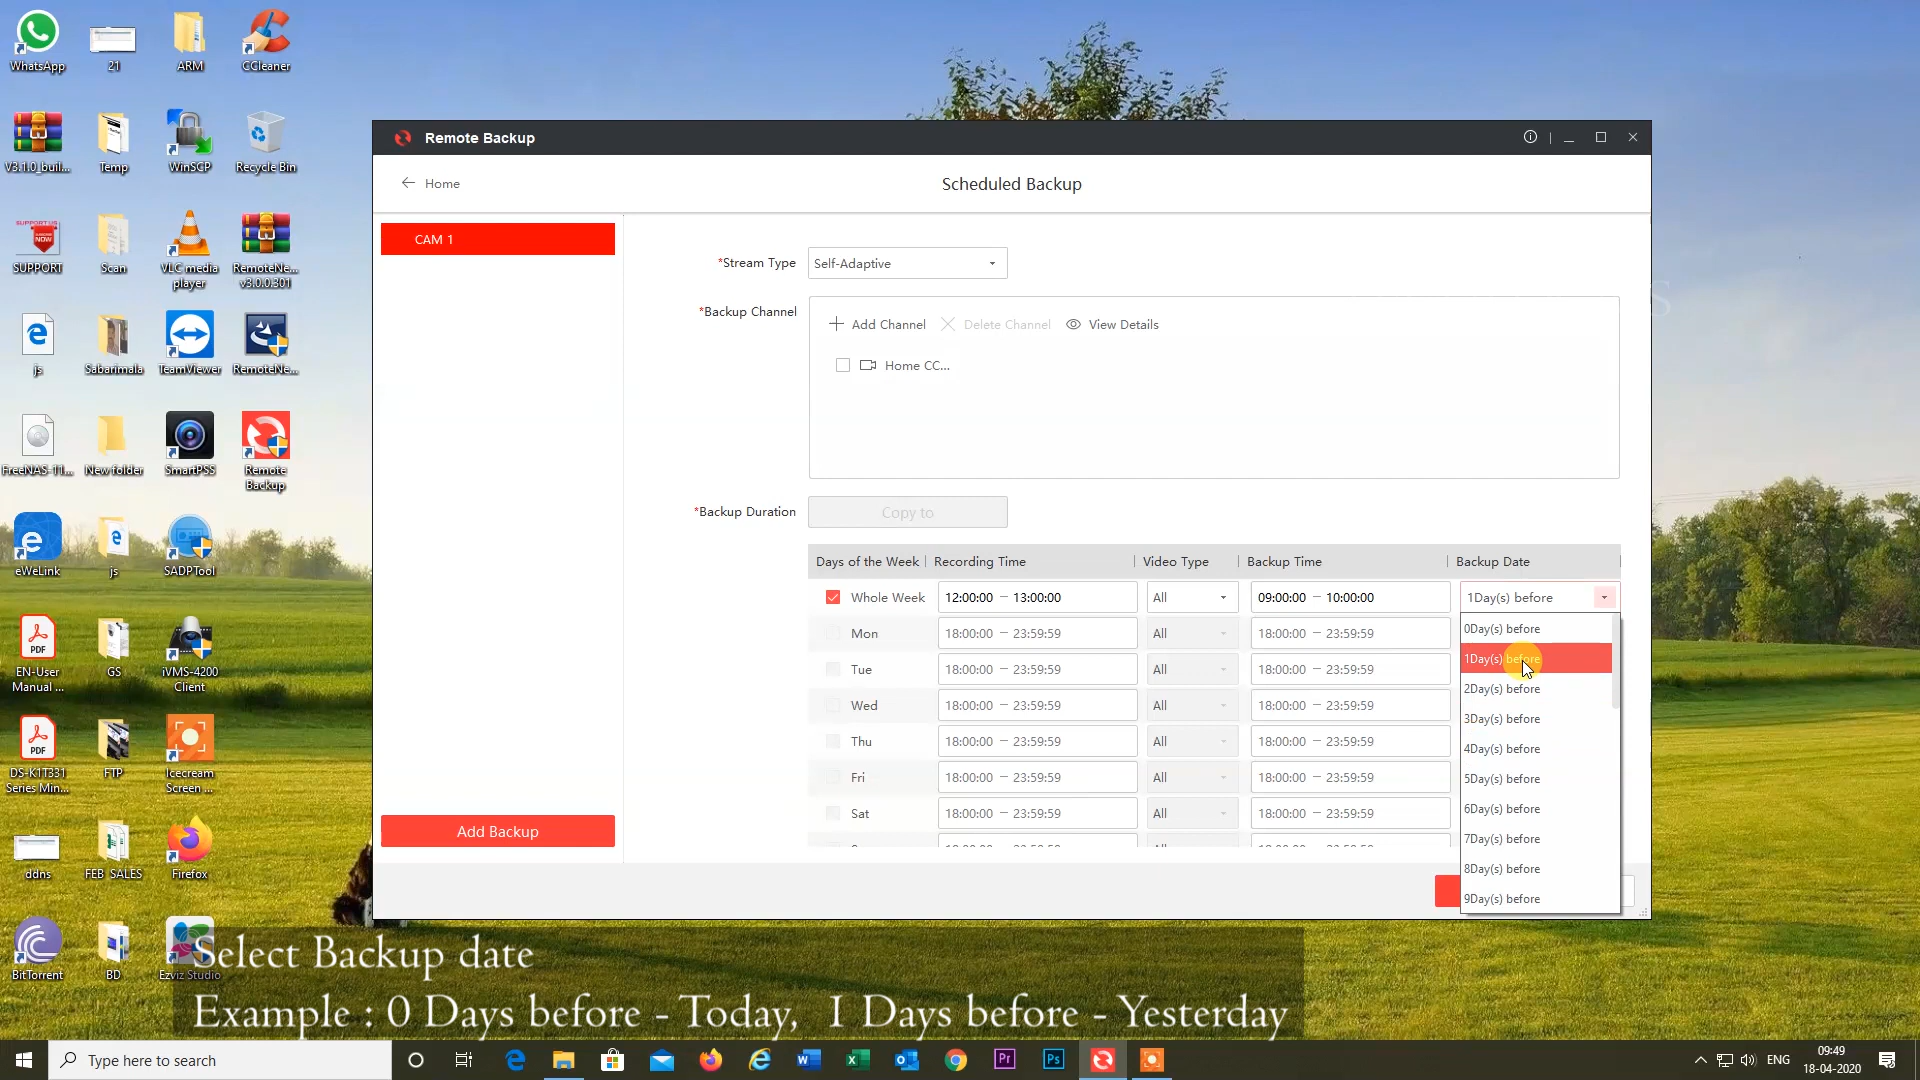 WhatsApp
21
ARM
CCleaner
V3.1.0_buil...
Temp
WinSCP
Recycle Bin
SUPPORT US
NOW
SUPPORT
Scan
VLC media player
RemoteNe... v3.0.0.301
js
Sabarimala
TeamViewer
RemoteNe...
FreeNAS-11...
New folder
SmartPSS
Remote Backup
eWeLink
js
SADPTool
EN-User Manual ...
GS
iVMS-4200 Client
DS-K1T331 Series Min...
FTP
Icecream Screen ...
ddns
FEB_SALES
Firefox
BitTorrent
BD
Ezviz Studio
Remote Backup
Home
Scheduled Backup
CAM 1
Add Backup
*Stream Type
Self-Adaptive
*Backup Channel
Add Channel
Delete Channel
View Details
Home CC...
*Backup Duration
Copy to
Days of the Week
Recording Time
Video Type
Backup Time
Backup Date
Whole Week 12:00:00 – 13:00:00 All 09:00:00 – 10:00:00 1Day(s) before
Mon 18:00:00 – 23:59:59 All 18:00:00 – 23:59:59
Tue 18:00:00 – 23:59:59 All 18:00:00 – 23:59:59
Wed 18:00:00 – 23:59:59 All 18:00:00 – 23:59:59
Thu 18:00:00 – 23:59:59 All 18:00:00 – 23:59:59
Fri 18:00:00 – 23:59:59 All 18:00:00 – 23:59:59
Sat 18:00:00 – 23:59:59 All 18:00:00 – 23:59:59
0Day(s) before
1Day(s) before
2Day(s) before
3Day(s) before
4Day(s) before
5Day(s) before
6Day(s) before
7Day(s) before
8Day(s) before
9Day(s) before
Select Backup date
Example : 0 Days before - Today, 1 Days before - Yesterday
Type here to search
ENG
09:49
18-04-2020